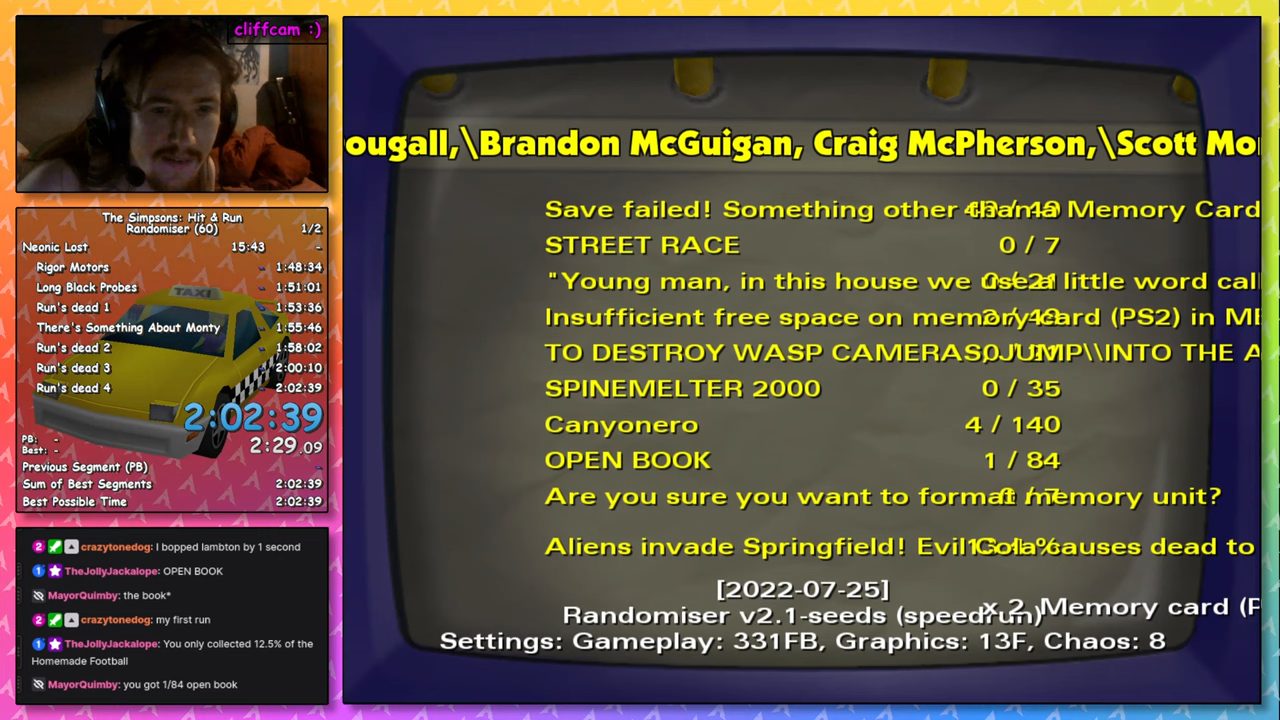 cliffcam :)
The Simpsons: Hit & Run
Randomiser (60) 1/2
Neonic Lost 15:43 -
Rigor Motors - 1:48:34
Long Black Probes - 1:51:01
Run's dead 1 - 1:53:36
There's Something About Monty - 1:55:46
Run's dead 2 - 1:58:02
Run's dead 3 - 2:00:10
Run's dead 4 - 2:02:39
TAXI
2:02:39
PB: -
Best: -
2:29.09
Previous Segment (PB) -
Sum of Best Segments 2:02:39
Best Possible Time 2:02:39
2 crazytonedog: I bopped lambton by 1 second
1 TheJollyJackalope: OPEN BOOK
MayorQuimby: the book*
2 crazytonedog: my first run
1 TheJollyJackalope: You only collected 12.5% of the
Homemade Football
MayorQuimby: you got 1/84 open book
ougall,\Brandon McGuigan, Craig McPherson,\Scott Mo
Save failed! Something other than a Memory Card
STREET RACE 0 / 7
"Young man, in this house we use a little word cal
Insufficient free space on memory card (PS2) in ME
TO DESTROY WASP CAMERAS, JUMP\\INTO THE A
SPINEMELTER 2000 0 / 35
Canyonero 4 / 140
OPEN BOOK 1 / 84
Are you sure you want to format memory unit?
Aliens invade Springfield! Evil Cola causes dead to
[2022-07-25]
Randomiser v2.1-seeds (speedrun)
x 2 Memory card (P
Settings: Gameplay: 331FB, Graphics: 13F, Chaos: 8